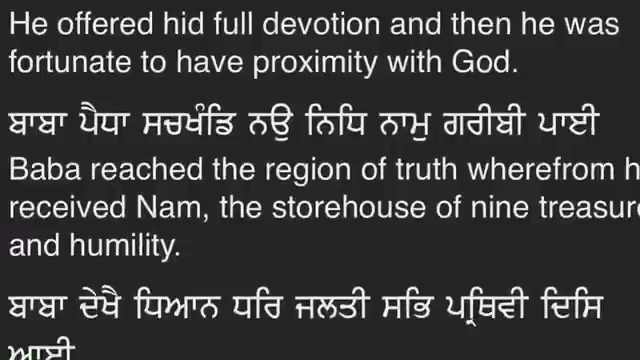 He offered hid full devotion and then he was
fortunate to have proximity with God.
ਬਾਬਾ ਪੈਧਾ ਸਚਖੰਡਿ ਨਉ ਨਿਧਿ ਨਾਮੁ ਗਰੀਬੀ ਪਾਈ
Baba reached the region of truth wherefrom h
received Nam, the storehouse of nine treasur
and humility.
ਬਾਬਾ ਦੇਖੈ ਧਿਆਨ ਧਰਿ ਜਲਤੀ ਸਭਿ ਪ੍ਰਿਥਵੀ ਦਿਸਿ
ਆਈ